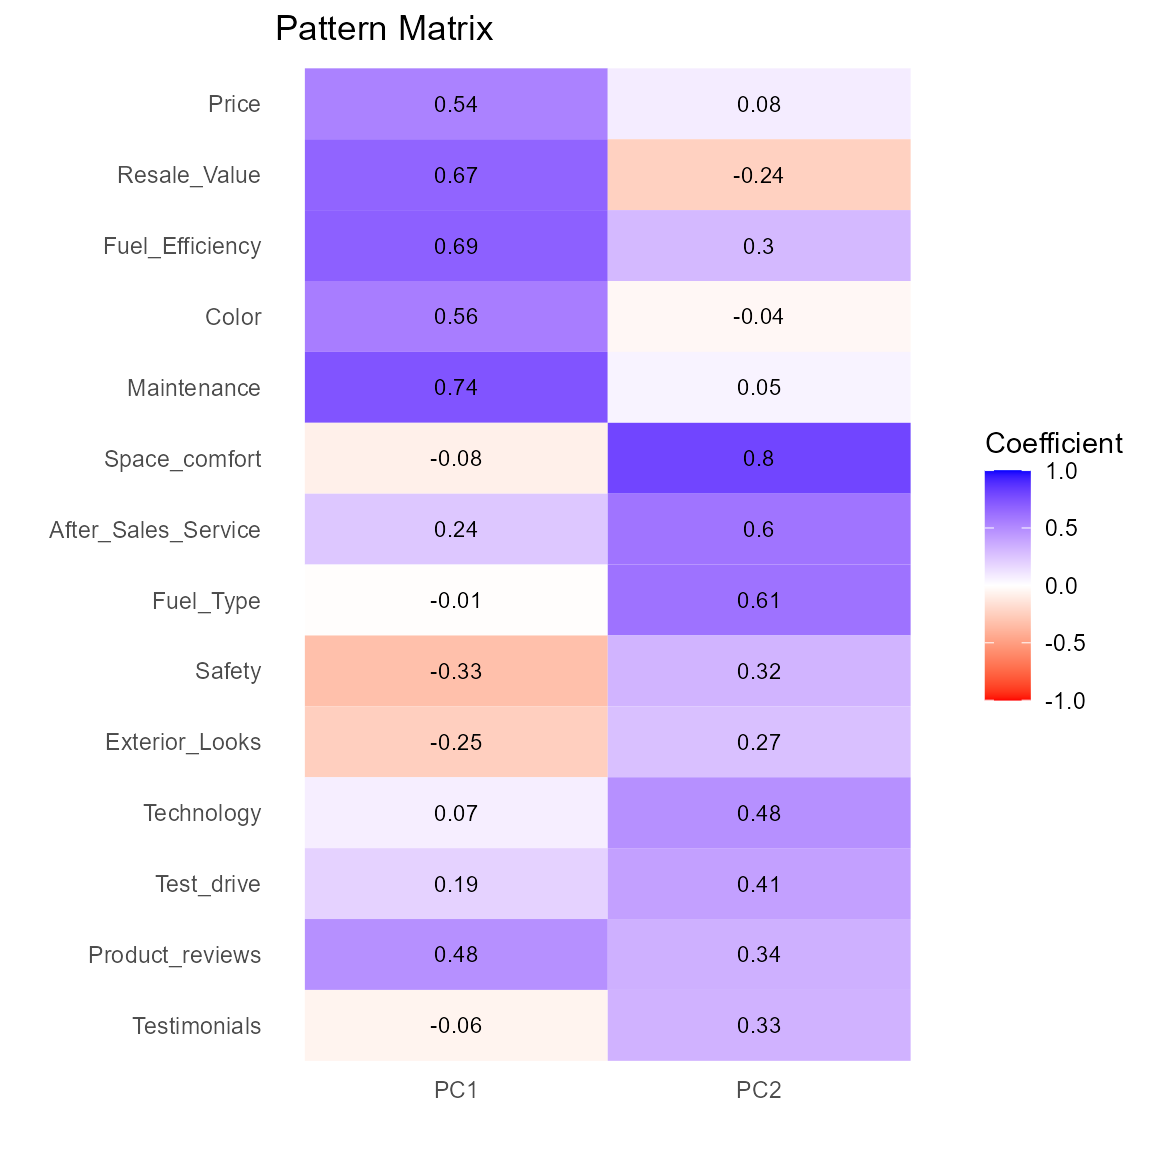 Pattern Matrix
Price 0.54 0.08
Resale_Value 0.67 -0.24
Fuel_Efficiency 0.69 0.3
Color 0.56 -0.04
Maintenance 0.74 0.05
Space_comfort -0.08 0.8
After_Sales_Service 0.24 0.6
Fuel_Type -0.01 0.61
Safety -0.33 0.32
Exterior_Looks -0.25 0.27
Technology 0.07 0.48
Test_drive 0.19 0.41
Product_reviews 0.48 0.34
Testimonials -0.06 0.33
PC1 PC2
Coefficient
1.0
0.5
0.0
-0.5
-1.0